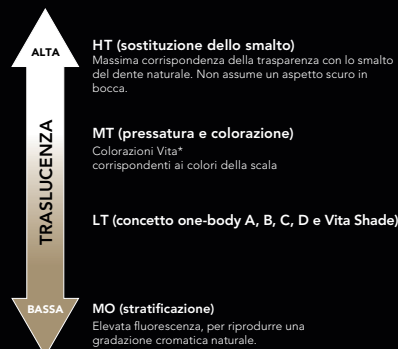 ALTA
HT (sostituzione dello smalto)
Massima corrispondenza della trasparenza con lo smalto
del dente naturale. Non assume un aspetto scuro in
bocca.
MT (pressatura e colorazione)
Colorazioni Vita*
corrispondenti ai colori della scala
TRASLUCENZA
LT (concetto one-body A, B, C, D e Vita Shade)
BASSA
MO (stratificazione)
Elevata fluorescenza, per riprodurre una
gradazione cromatica naturale.